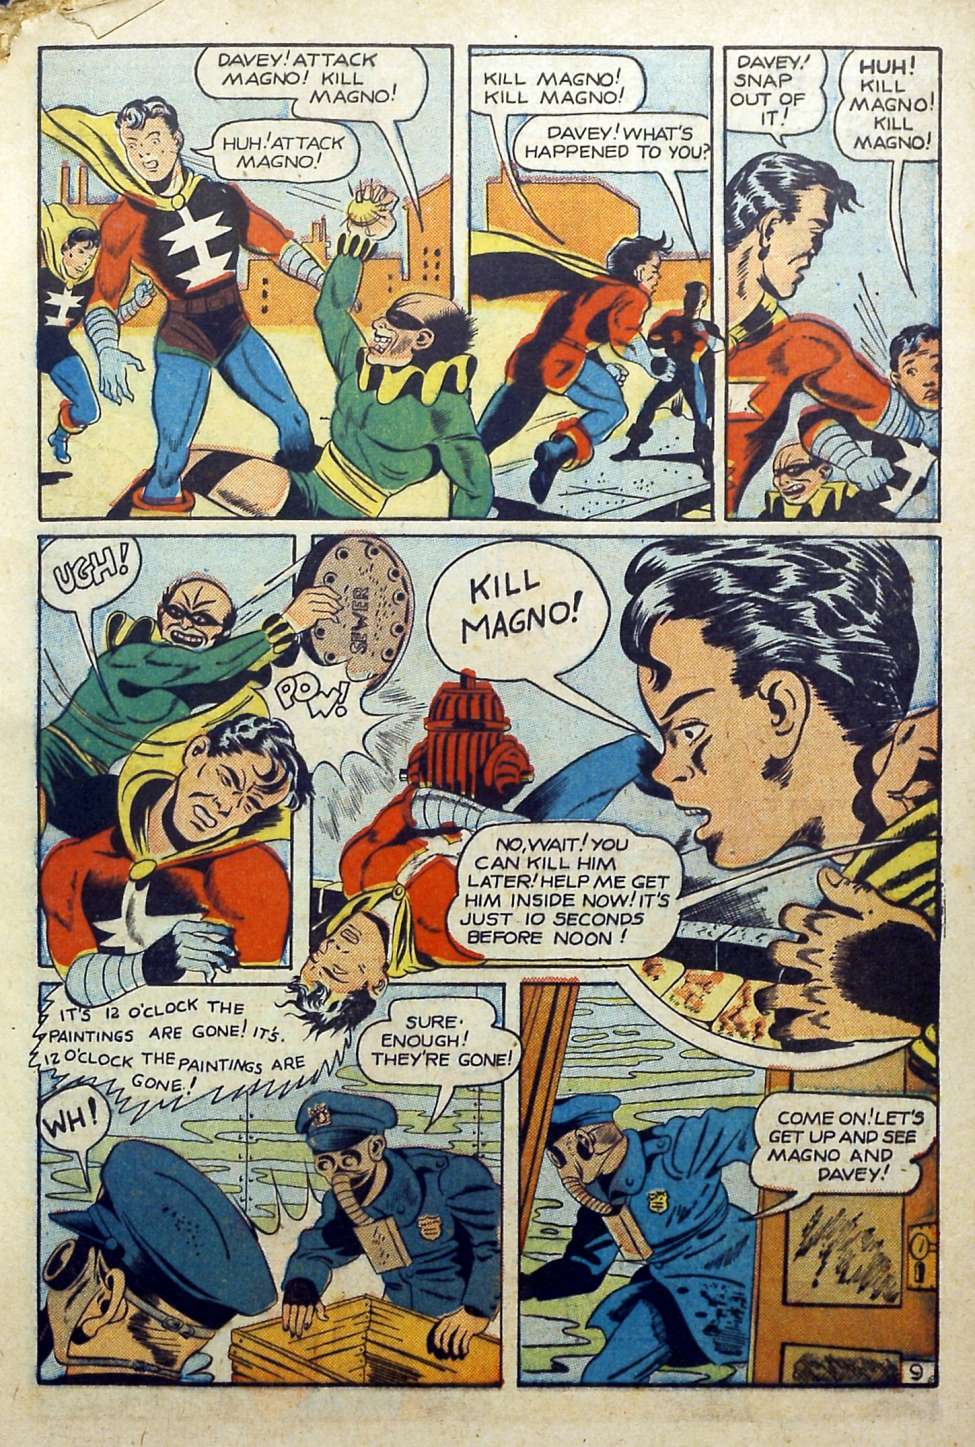 DAVEY! ATTACK
MAGNO! KILL
MAGNO!
HUH! ATTACK
MAGNO!
KILL MAGNO!
KILL MAGNO!
DAVEY! WHAT'S
HAPPENED TO YOU?
DAVEY!
SNAP
OUT OF
IT!
HUH!
KILL
MAGNO!
KILL
MAGNO!
UGH!
POW!
SEWER
KILL
MAGNO!
NO, WAIT! YOU
CAN KILL HIM
LATER! HELP ME GET
HIM INSIDE NOW! IT'S
JUST 10 SECONDS
BEFORE NOON!
IT'S 12 O'CLOCK THE
PAINTINGS ARE GONE! IT'S.
12 O'CLOCK THE PAINTINGS ARE
GONE!
WH!
SURE.
ENOUGH!
THEY'RE GONE!
COME ON! LET'S
GET UP AND SEE
MAGNO AND
DAVEY!
9